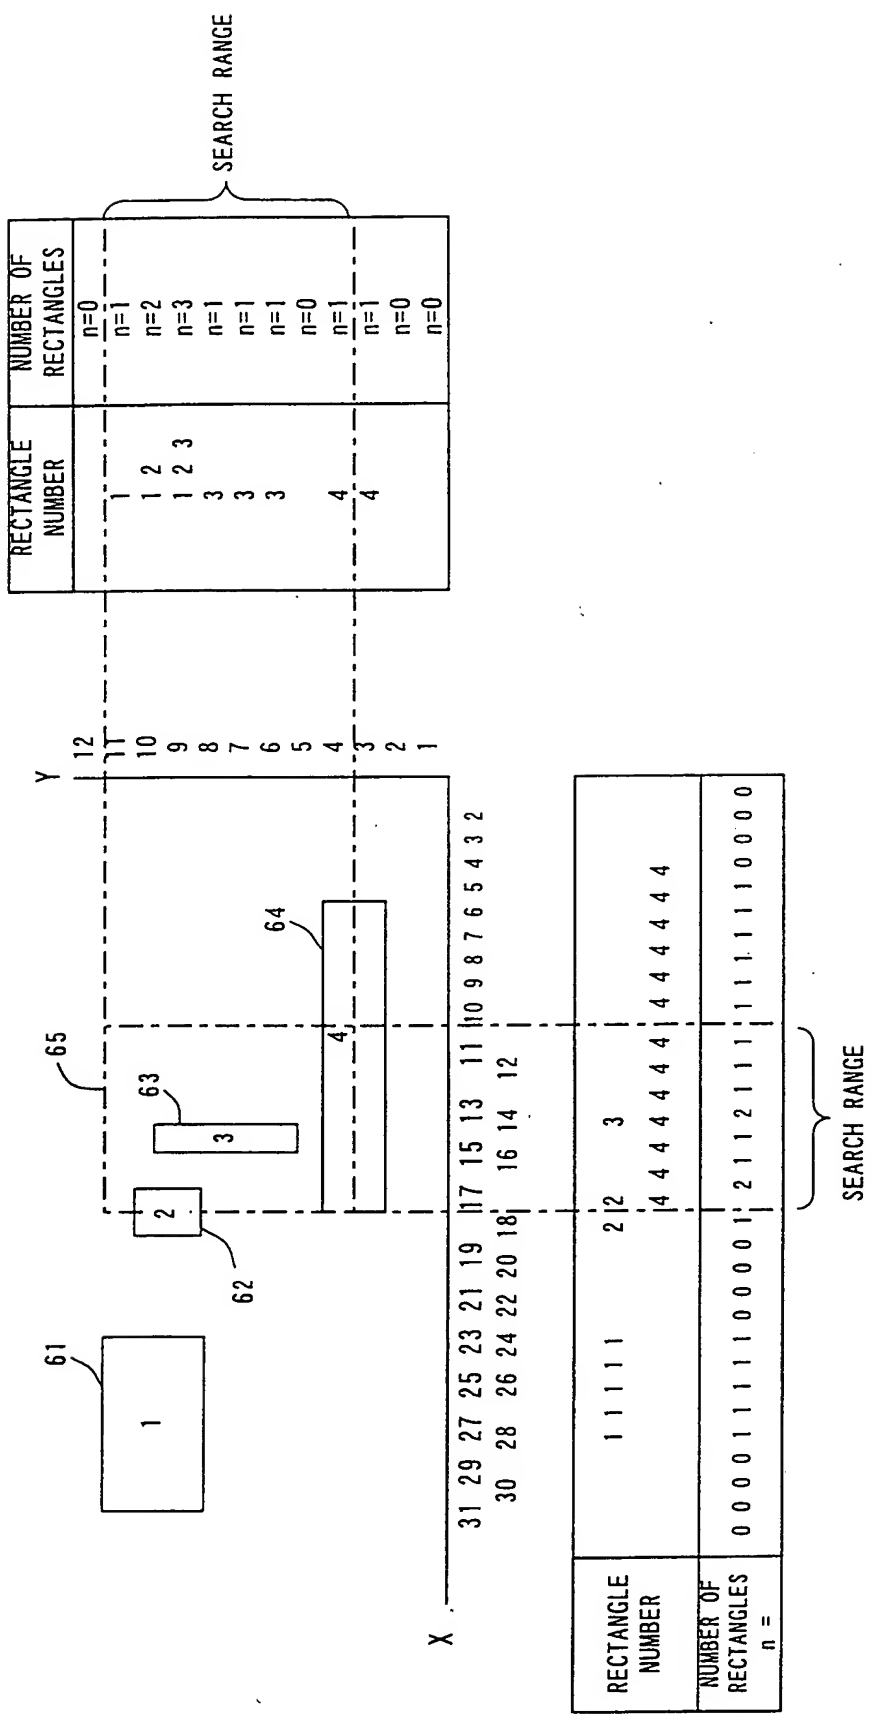 RECTANGLE NUMBER
NUMBER OF RECTANGLES
61
65
63
62
64
1
2
3
4
Y
12 n=0
11 1 n=1
10 1 2 n=2
9 1 2 3 n=3
8 3 n=1
7 3 n=1
6 3 n=1
5 n=0
4 4 n=1
3 4 n=1
2 n=0
1 n=0
SEARCH RANGE
X
31 29 27 25 23 21 19 17 15 13 11 10 9 8 7 6 5 4 3 2
30 28 26 24 22 20 18 16 14 12
RECTANGLE
NUMBER
1 1 1 1 1 2 2 3
4 4 4 4 4 4 4 4 4 4 4 4 4
NUMBER OF
RECTANGLES
n =
0 0 0 0 1 1 1 1 1 0 0 0 0 1 2 1 1 2 1 1 1 1 1 1 1 1 1 0 0 0 0
SEARCH RANGE